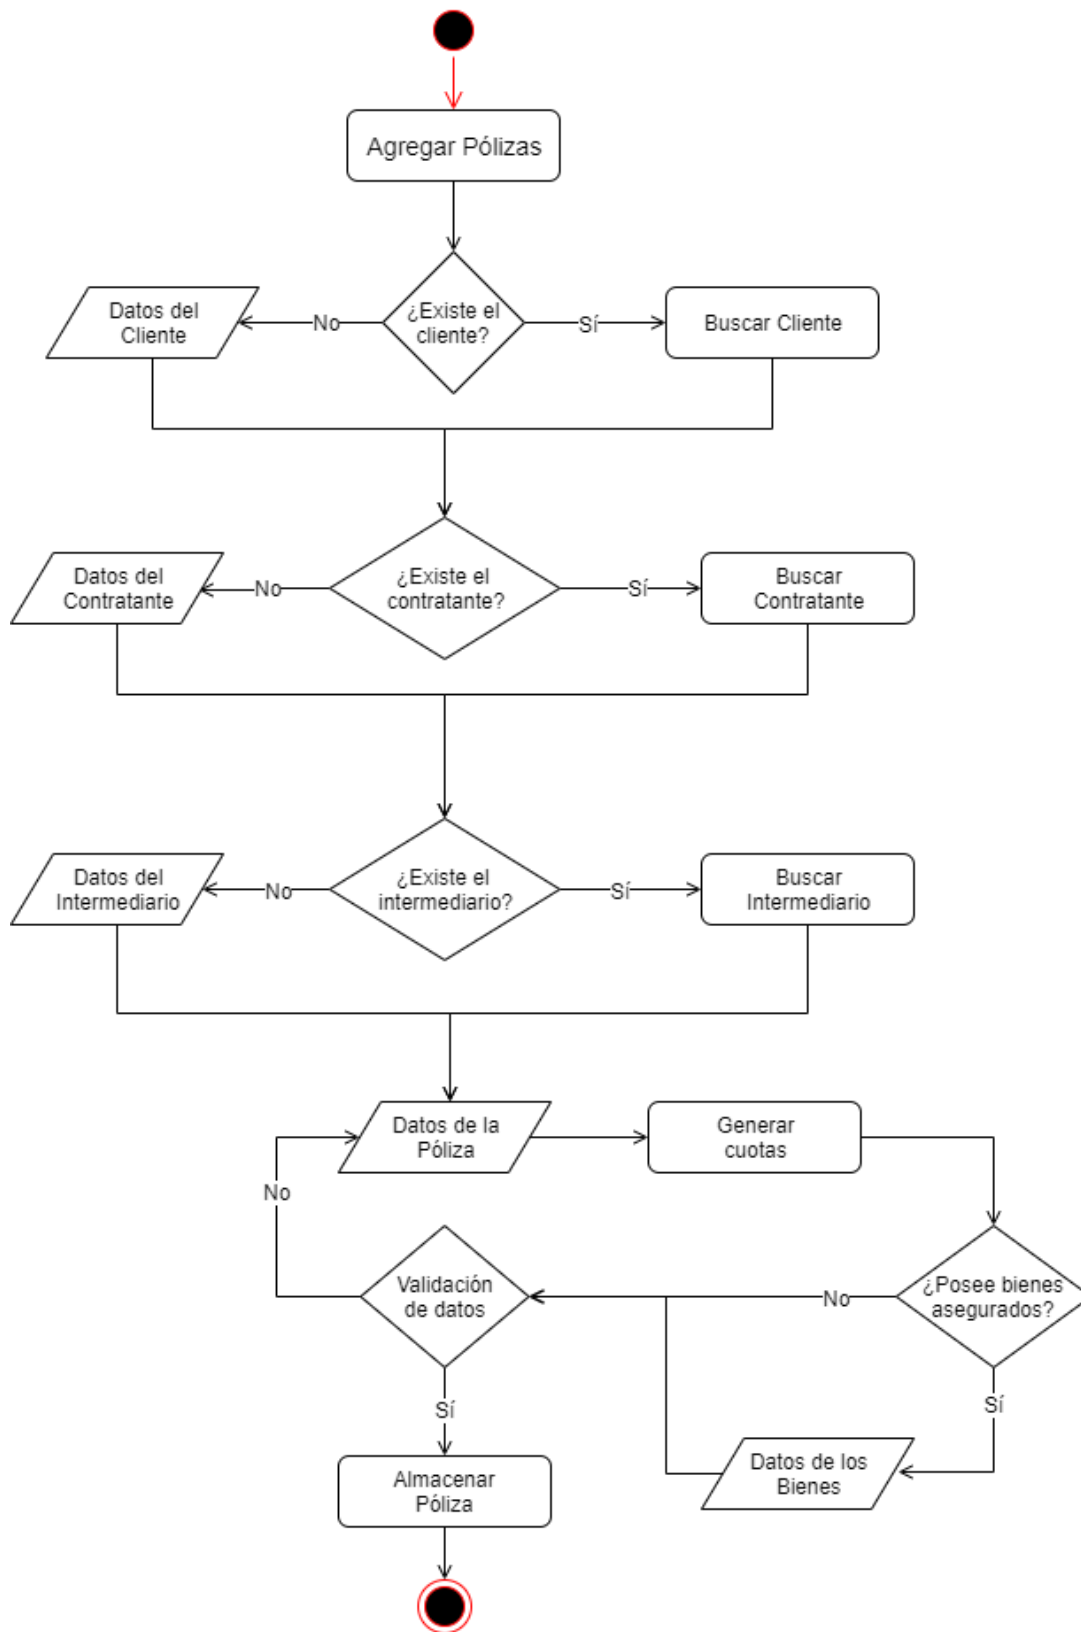 Agregar Pólizas
Datos del
Cliente
No
¿Existe el
cliente?
Sí
Buscar Cliente
Datos del
Contratante
No
¿Existe el
contratante?
Sí
Buscar
Contratante
Datos del
Intermediario
No
¿Existe el
intermediario?
Sí
Buscar
Intermediario
Datos de la
Póliza
Generar
cuotas
No
Validación
de datos
No
¿Posee bienes
asegurados?
Sí
Sí
Datos de los
Bienes
Almacenar
Póliza